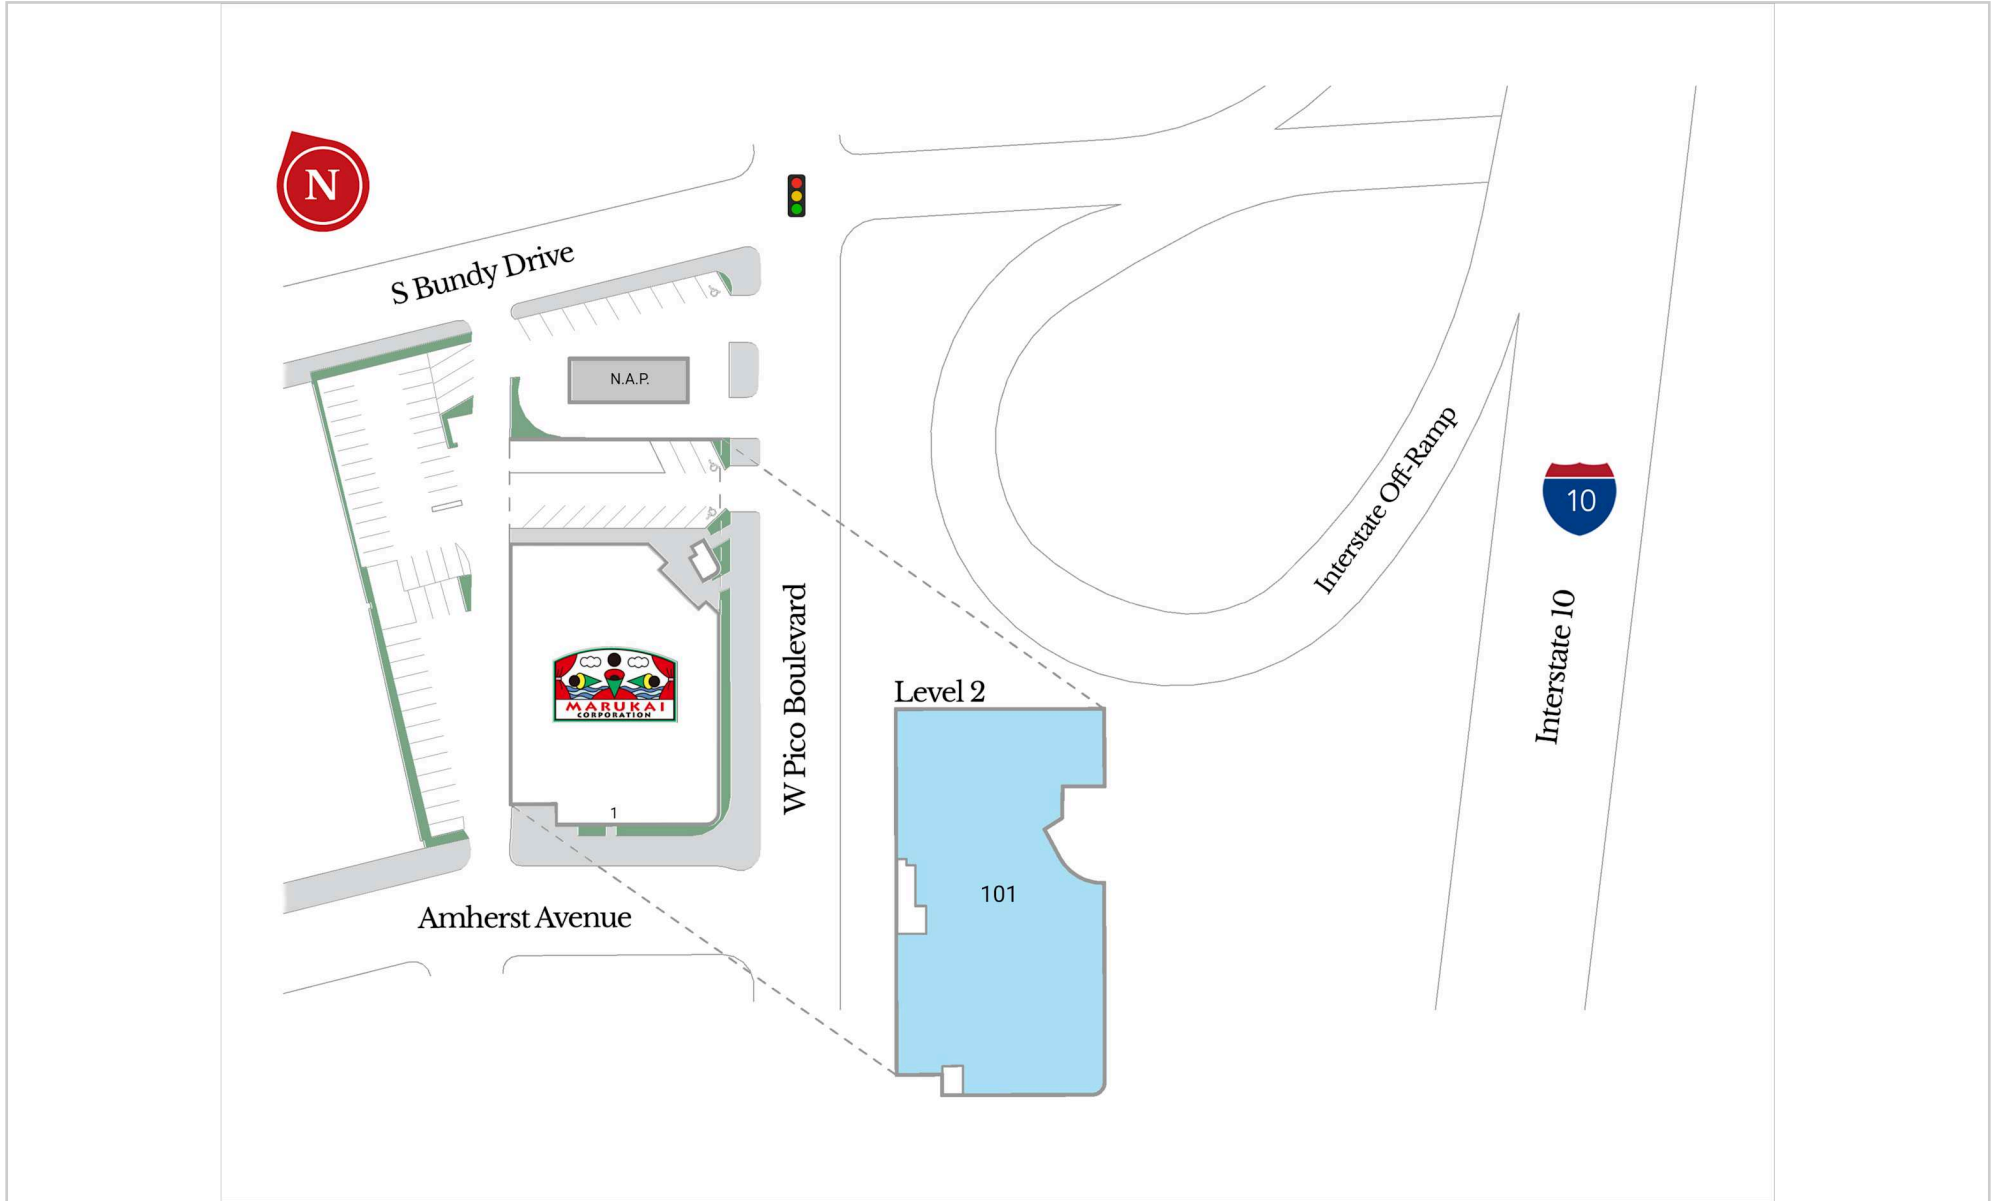 N
S Bundy Drive
N.A.P.
Interstate Off-Ramp
10
Interstate 10
W Pico Boulevard
MARUKAI
CORPORATION
1
Level 2
101
Amherst Avenue